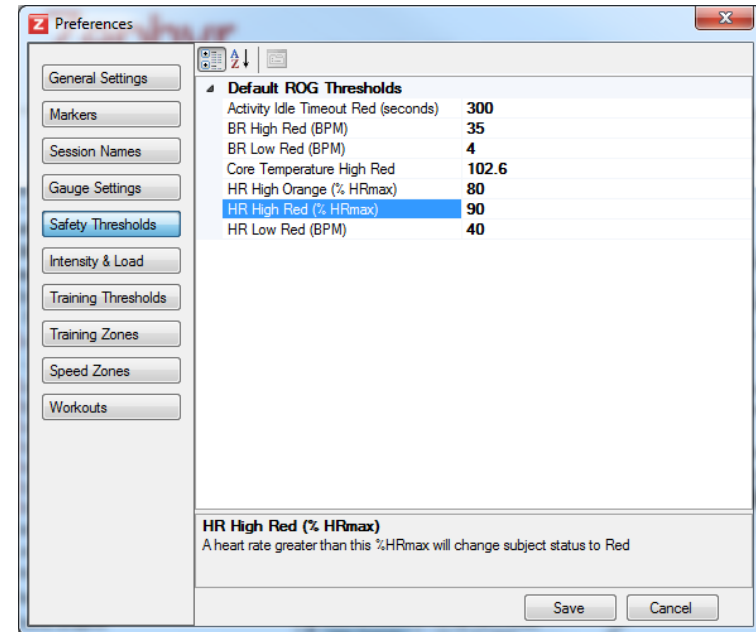 Preferences
General Settings
Markers
Session Names
Gauge Settings
Safety Thresholds
Intensity & Load
Training Thresholds
Training Zones
Speed Zones
Workouts
Default ROG Thresholds
Activity Idle Timeout Red (seconds) 300
BR High Red (BPM) 35
BR Low Red (BPM) 4
Core Temperature High Red 102.6
HR High Orange (% HRmax) 80
HR High Red (% HRmax) 90
HR Low Red (BPM) 40
HR High Red (% HRmax)
A heart rate greater than this %HRmax will change subject status to Red
Save Cancel